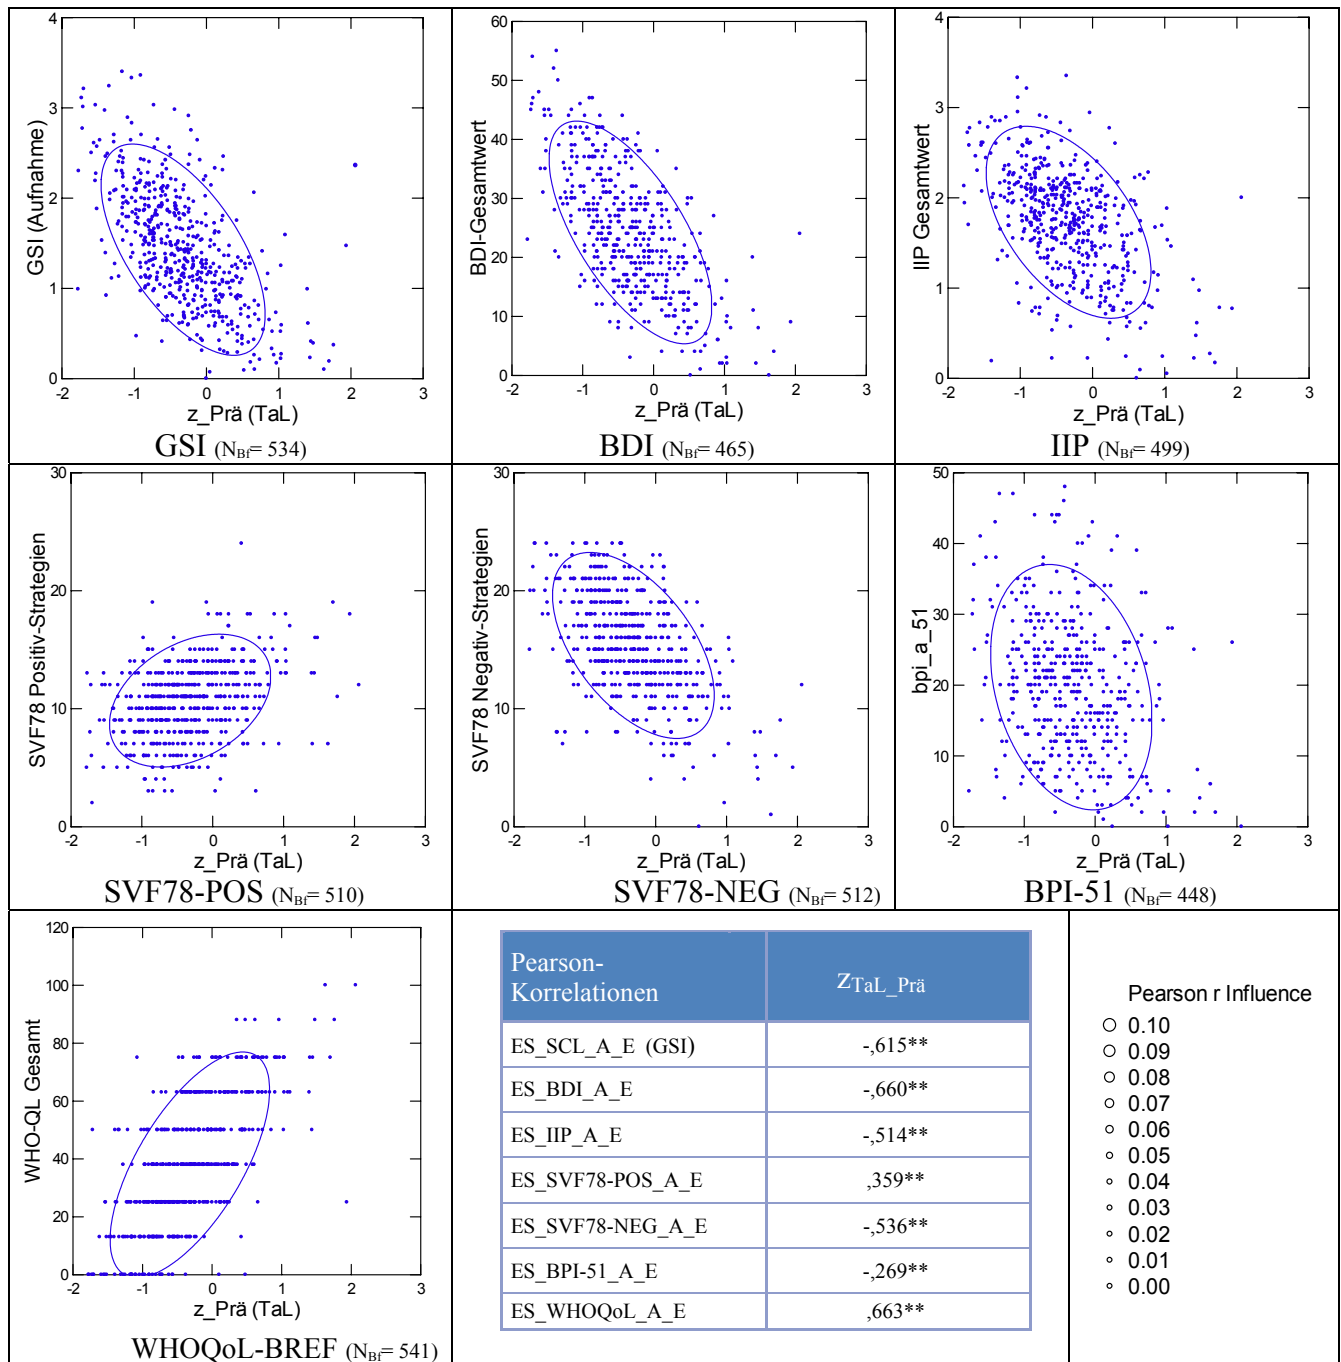 4
3
2
1
0
-2 -1 0 1 2 3
GSI (Aufnahme)
z_Prä (TaL)
GSI (N_Bf= 534)
60
50
40
30
20
10
0
-2 -1 0 1 2 3
BDI-Gesamtwert
z_Prä (TaL)
BDI (N_Bf= 465)
4
3
2
1
0
-2 -1 0 1 2 3
IIP Gesamtwert
z_Prä (TaL)
IIP (N_Bf= 499)
30
20
10
0
-2 -1 0 1 2 3
SVF78 Positiv-Strategien
z_Prä (TaL)
SVF78-POS (N_Bf= 510)
30
20
10
0
-2 -1 0 1 2 3
SVF78 Negativ-Strategien
z_Prä (TaL)
SVF78-NEG (N_Bf= 512)
50
40
30
20
10
0
-2 -1 0 1 2 3
bpi_a_51
z_Prä (TaL)
BPI-51 (N_Bf= 448)
120
100
80
60
40
20
0
-2 -1 0 1 2 3
WHO-QL Gesamt
z_Prä (TaL)
WHOQoL-BREF (N_Bf= 541)
Pearson-
Korrelationen
z_TaL_Prä
ES_SCL_A_E (GSI) -,615**
ES_BDI_A_E -,660**
ES_IIP_A_E -,514**
ES_SVF78-POS_A_E ,359**
ES_SVF78-NEG_A_E -,536**
ES_BPI-51_A_E -,269**
ES_WHOQoL_A_E ,663**
Pearson r Influence
0.10
0.09
0.08
0.07
0.06
0.05
0.04
0.03
0.02
0.01
0.00